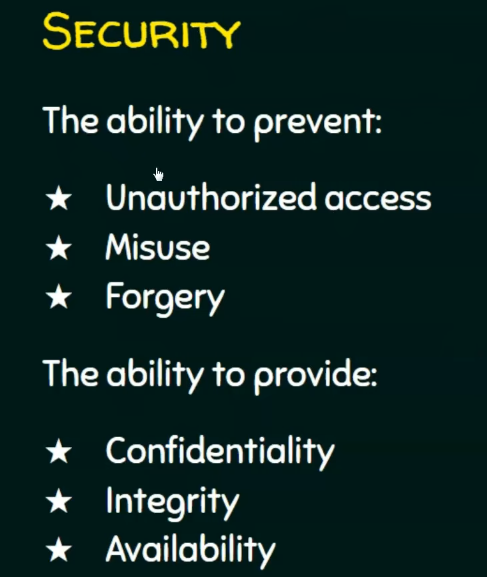 SECURITY
The ability to prevent:
★ Unauthorized access
★ Misuse
★ Forgery
The ability to provide:
★ Confidentiality
★ Integrity
★ Availability